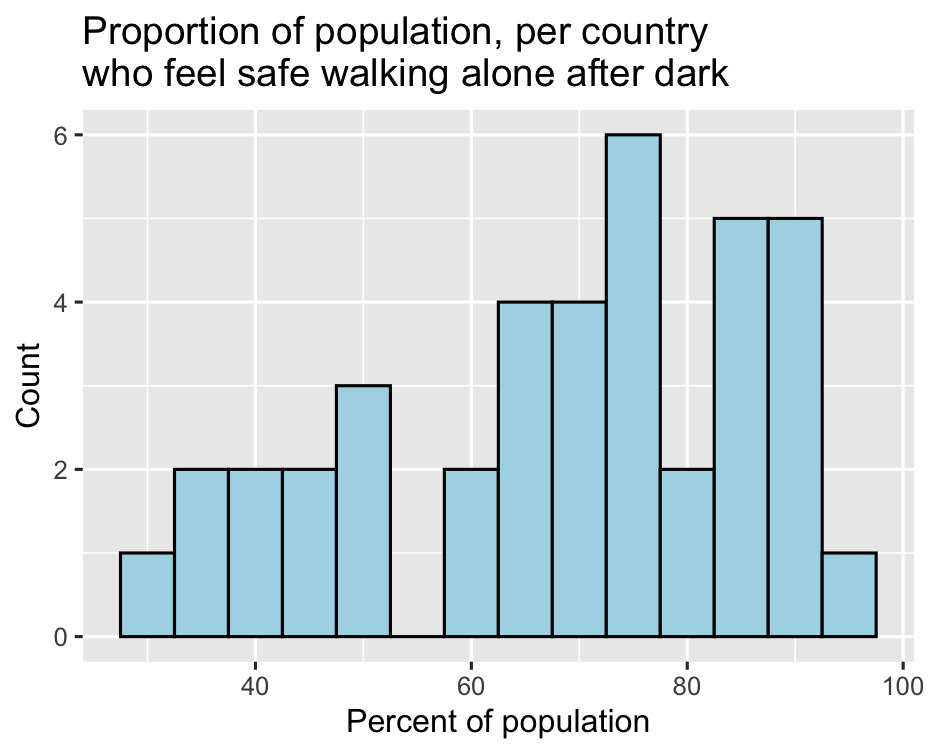 Proportion of population, per country
who feel safe walking alone after dark
6
4
2
0
Count
40 60 80 100
Percent of population